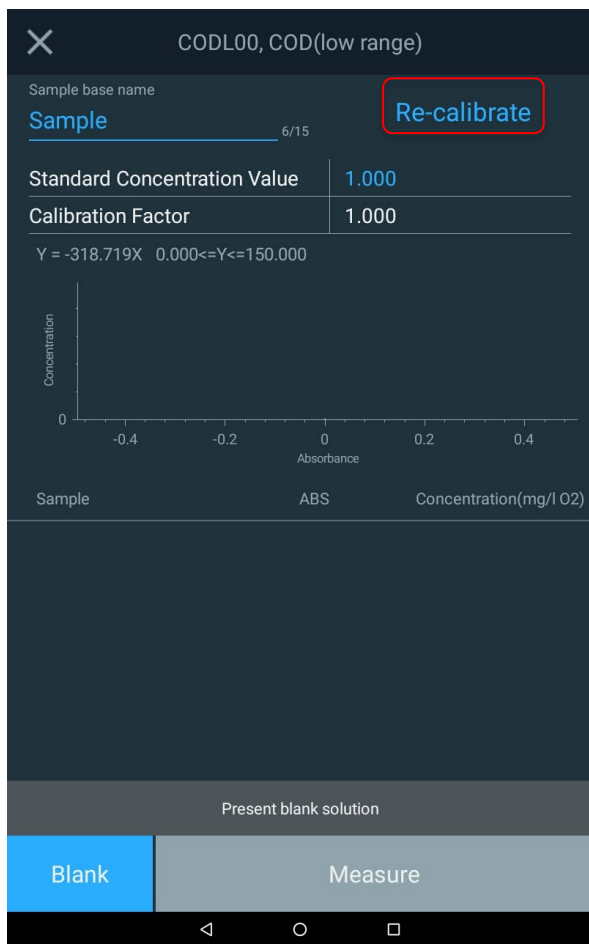 CODL00, COD(low range)
Sample base name
Sample
6/15
Re-calibrate
Standard Concentration Value 1.000
Calibration Factor 1.000
Y = -318.719X 0.000<=Y<=150.000
Concentration
0
-0.4 -0.2 0 0.2 0.4
Absorbance
Sample ABS Concentration(mg/l O2)
Present blank solution
Blank Measure